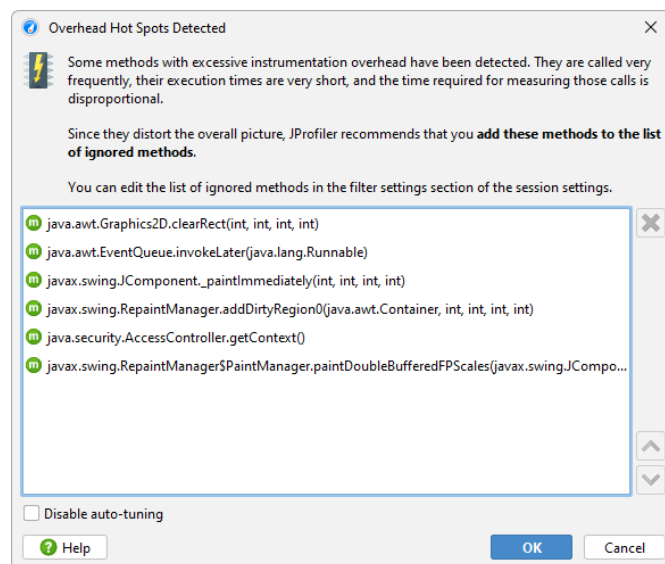 Overhead Hot Spots Detected
Some methods with excessive instrumentation overhead have been detected. They are called very
frequently, their execution times are very short, and the time required for measuring those calls is
disproportional.
Since they distort the overall picture, JProfiler recommends that you add these methods to the list
of ignored methods.
You can edit the list of ignored methods in the filter settings section of the session settings.
java.awt.Graphics2D.clearRect(int, int, int, int)
java.awt.EventQueue.invokeLater(java.lang.Runnable)
javax.swing.JComponent._paintImmediately(int, int, int, int)
javax.swing.RepaintManager.addDirtyRegion0(java.awt.Container, int, int, int, int)
java.security.AccessController.getContext()
javax.swing.RepaintManager$PaintManager.paintDoubleBufferedFPScales(javax.swing.JCompo...
Disable auto-tuning
Help
OK
Cancel